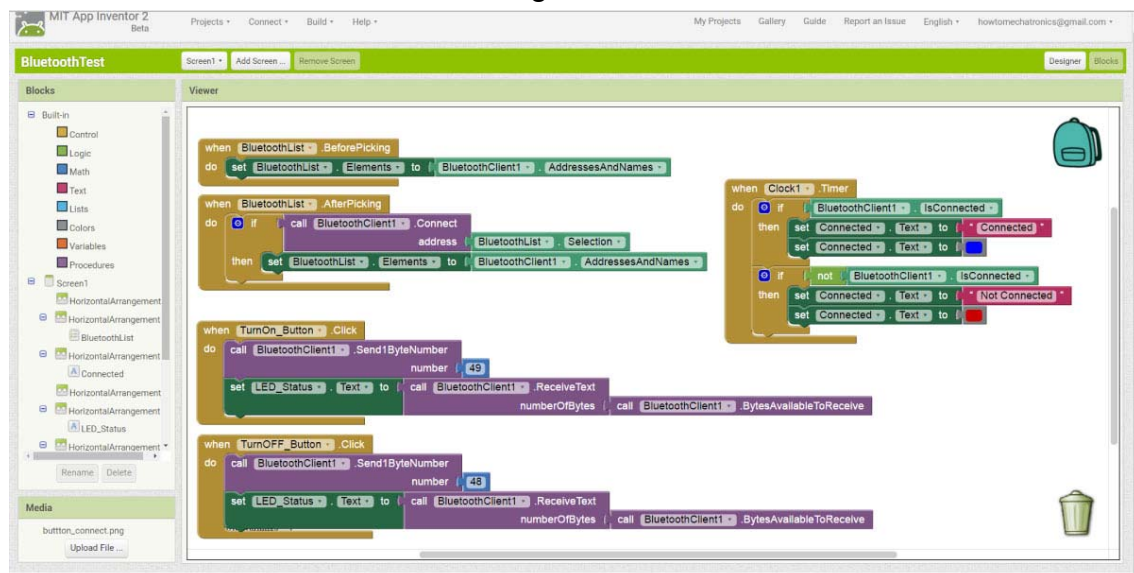 MIT App Inventor 2
Beta
Projects Connect Build Help
My Projects Gallery Guide Report an Issue English howtomechatronics@gmail.com
BluetoothTest
Screen1 Add Screen ... Remove Screen
Designer Blocks
Blocks
Viewer
Built-in
Control
Logic
Math
Text
Lists
Colors
Variables
Procedures
Screen1
HorizontalArrangement
HorizontalArrangement
BluetoothList
HorizontalArrangement
Connected
HorizontalArrangement
HorizontalArrangement
LED_Status
HorizontalArrangement
Rename Delete
Media
buttton_connect.png
Upload File ...
when BluetoothList .BeforePicking
do set BluetoothList . Elements to BluetoothClient1 . AddressesAndNames
when BluetoothList .AfterPicking
do if call BluetoothClient1 .Connect
address BluetoothList . Selection
then set BluetoothList . Elements to BluetoothClient1 . AddressesAndNames
when TurnOn_Button .Click
do call BluetoothClient1 .Send1ByteNumber
number 49
set LED_Status . Text to call BluetoothClient1 .ReceiveText
numberOfBytes call BluetoothClient1 .BytesAvailableToReceive
when TurnOFF_Button .Click
do call BluetoothClient1 .Send1ByteNumber
number 48
set LED_Status . Text to call BluetoothClient1 .ReceiveText
numberOfBytes call BluetoothClient1 .BytesAvailableToReceive
when Clock1 .Timer
do if BluetoothClient1 . IsConnected
then set Connected . Text to " Connected "
set Connected . Text to
if not BluetoothClient1 . IsConnected
then set Connected . Text to " Not Connected "
set Connected . Text to